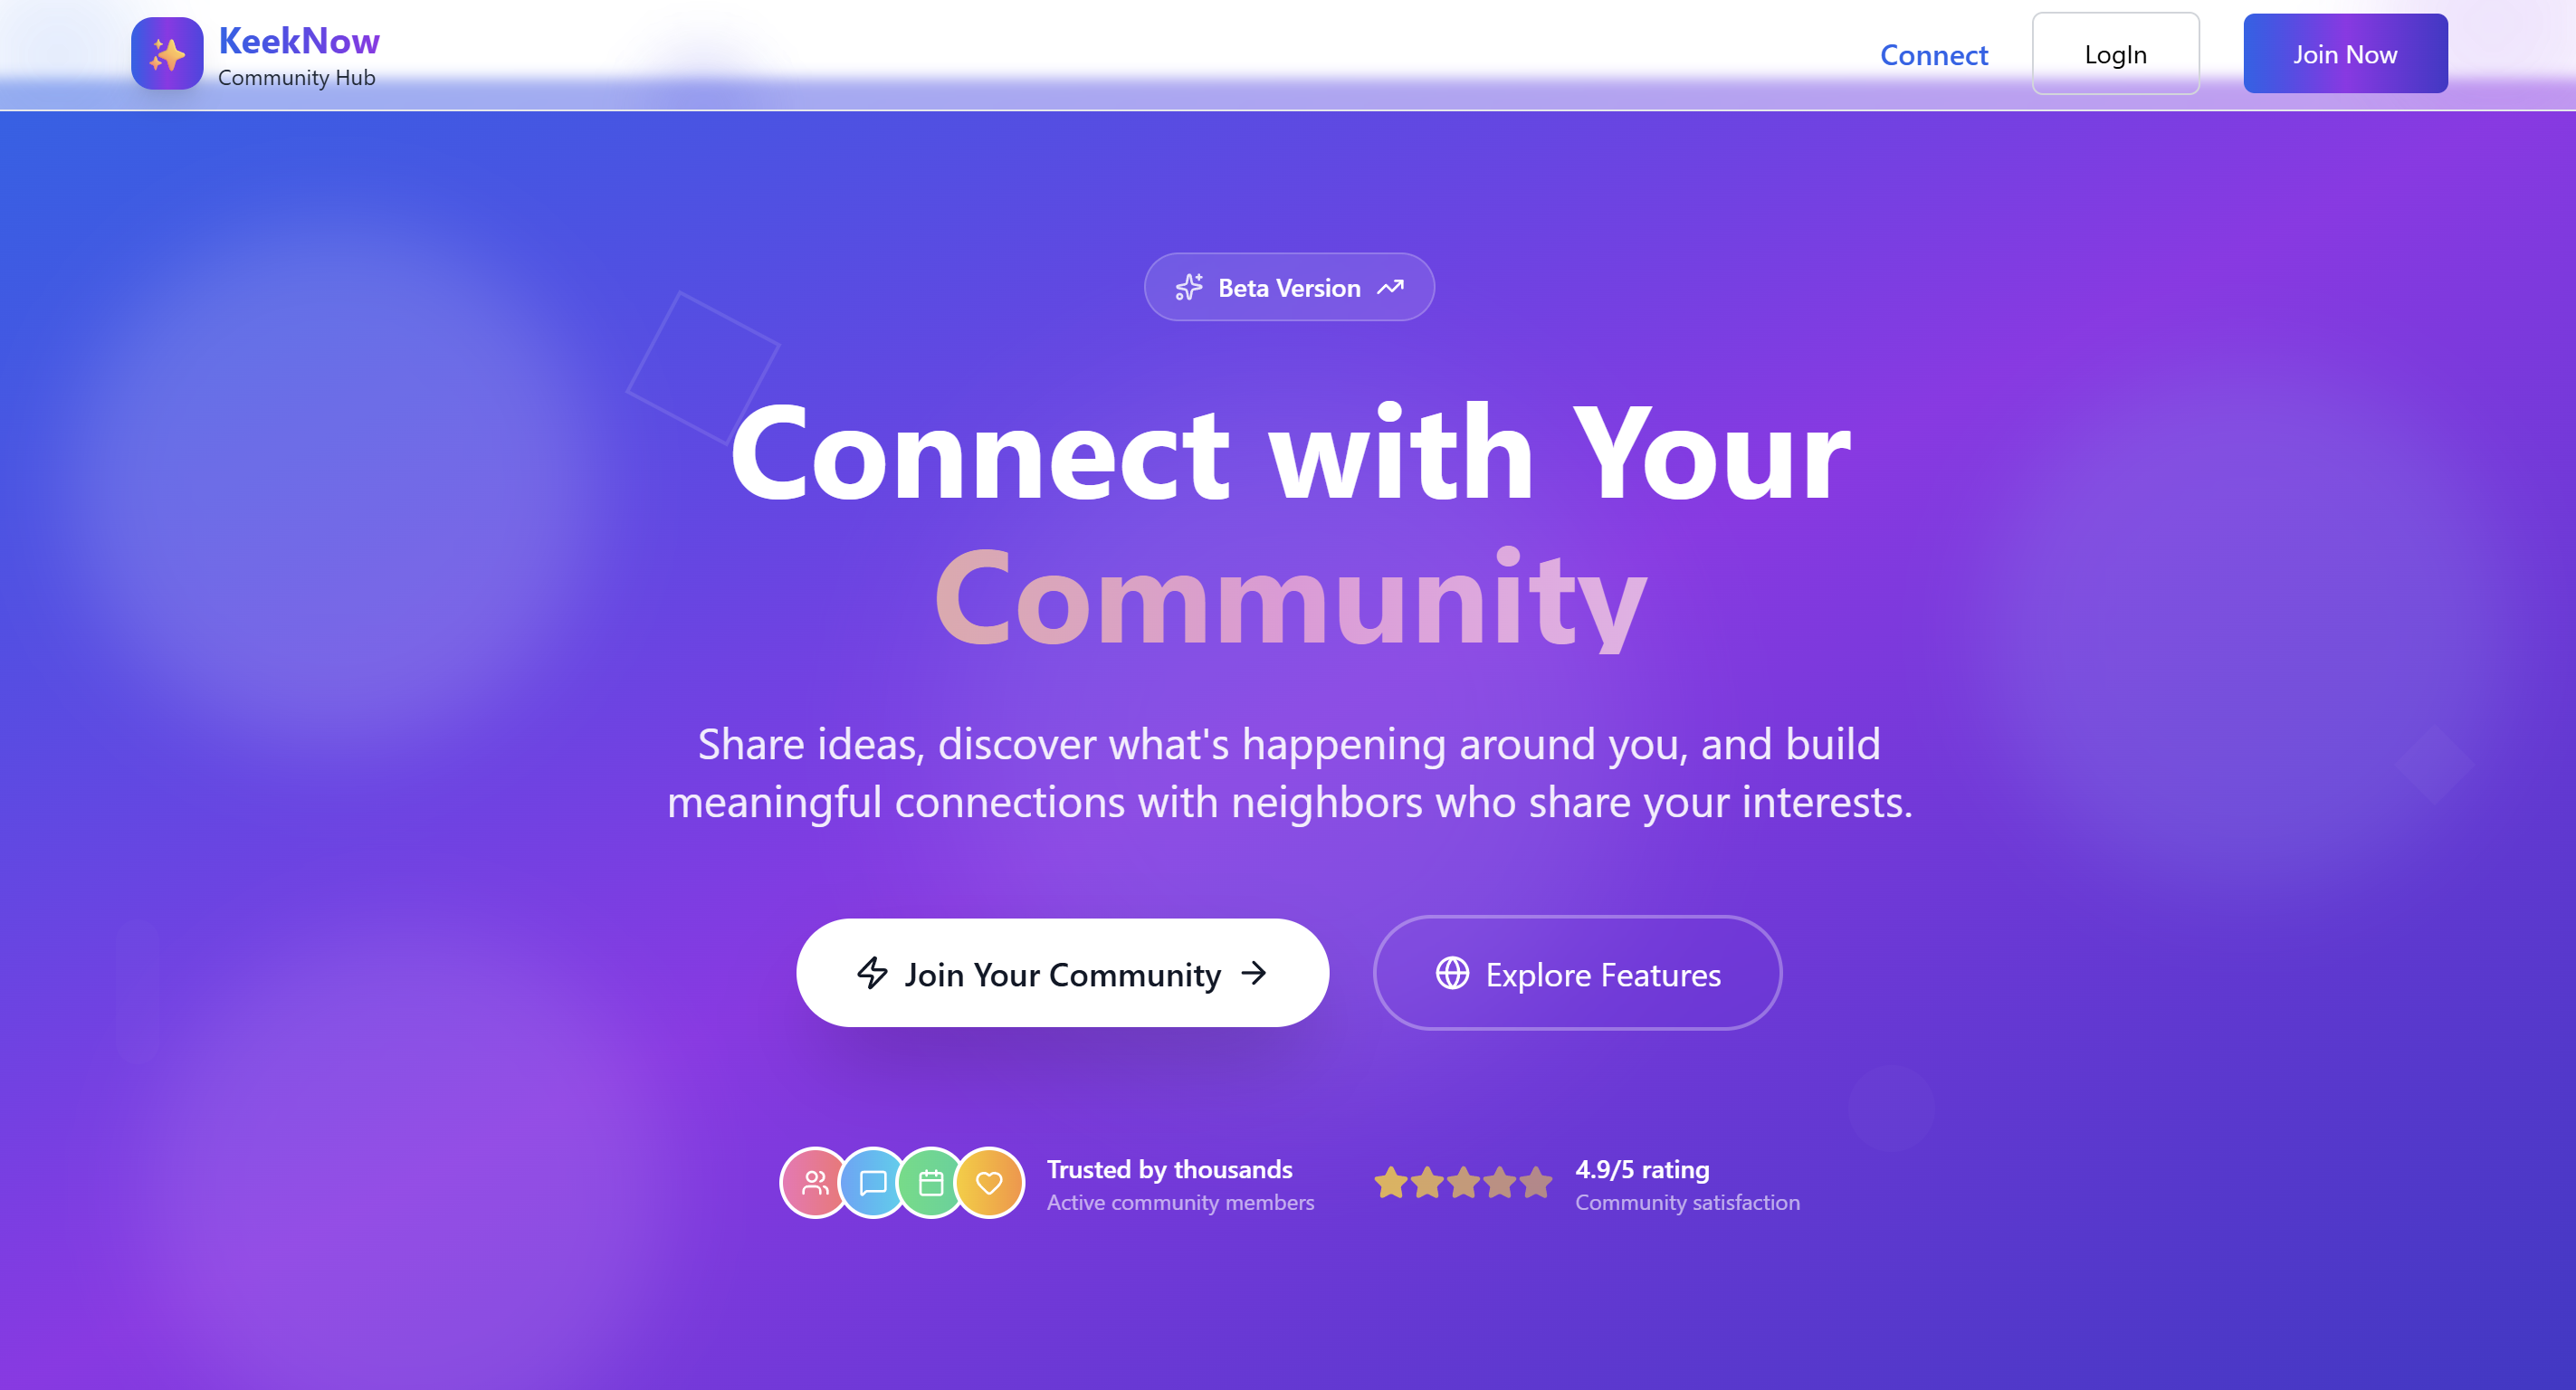 KeekNow
Community Hub
Connect
LogIn
Join Now
Beta Version
Connect with Your
Community
Share ideas, discover what's happening around you, and build
meaningful connections with neighbors who share your interests.
Join Your Community
Explore Features
Trusted by thousands
Active community members
4.9/5 rating
Community satisfaction